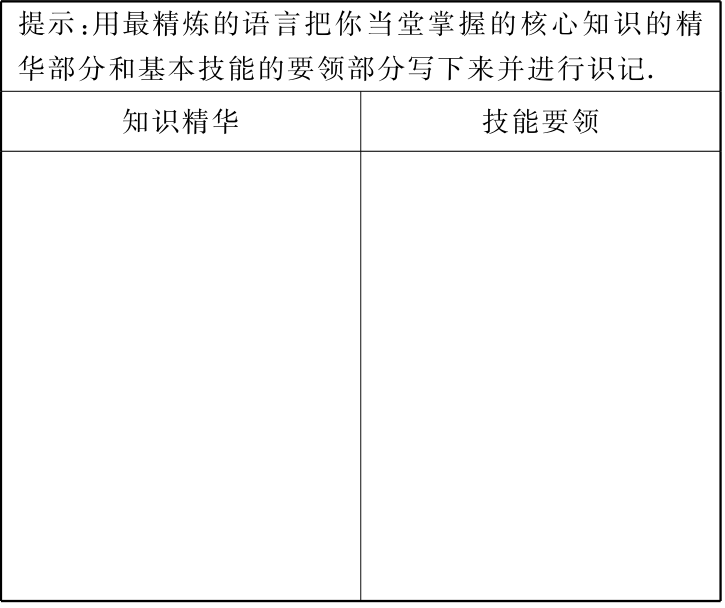 提示:用最精炼的语言把你当堂掌握的核心知识的精
华部分和基本技能的要领部分写下来并进行识记.
知识精华
技能要领